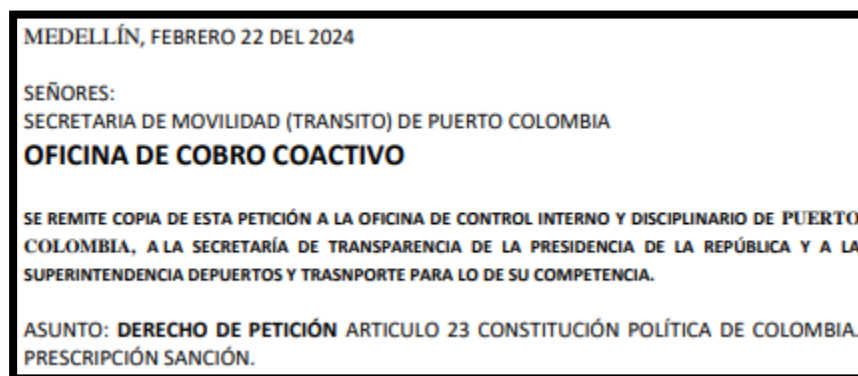 MEDELLÍN, FEBRERO 22 DEL 2024
SEÑORES:
SECRETARIA DE MOVILIDAD (TRANSITO) DE PUERTO COLOMBIA
OFICINA DE COBRO COACTIVO
SE REMITE COPIA DE ESTA PETICIÓN A LA OFICINA DE CONTROL INTERNO Y DISCIPLINARIO DE PUERTO
COLOMBIA, A LA SECRETARÍA DE TRANSPARENCIA DE LA PRESIDENCIA DE LA REPÚBLICA Y A LA
SUPERINTENDENCIA DEPUERTOS Y TRASNPORTE PARA LO DE SU COMPETENCIA.
ASUNTO: DERECHO DE PETICIÓN ARTICULO 23 CONSTITUCIÓN POLÍTICA DE COLOMBIA.
PRESCRIPCIÓN SANCIÓN.